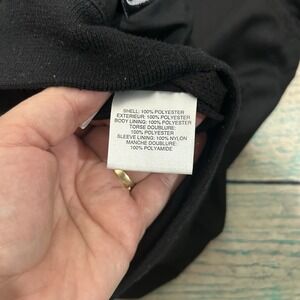 SHELL: 100% POLYESTER
EXTERIEUR: 100% POLYESTER
BODY LINING: 100% POLYESTER
TORSE DOUBLURE:
100% POLYESTER
SLEEVE LINING: 100% NYLON
MANCHE DOUBLURE:
100% POLYAMIDE